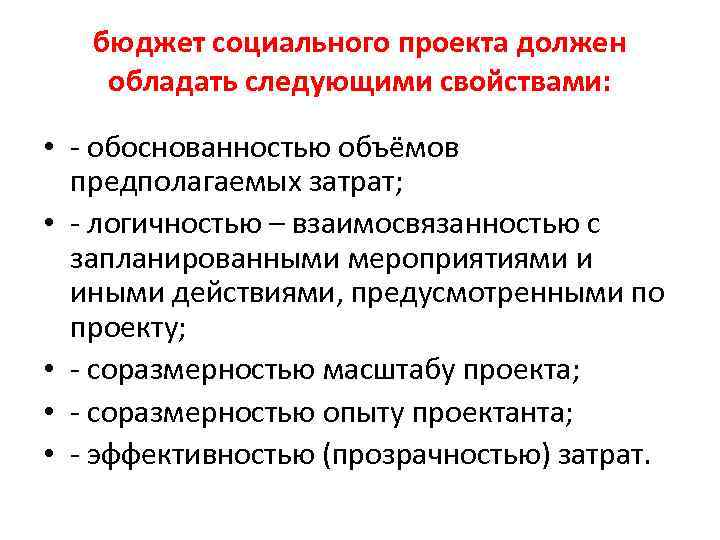 бюджет социального проекта должен
обладать следующими свойствами:
• - обоснованностью объёмов
предполагаемых затрат;
• - логичностью – взаимосвязанностью с
запланированными мероприятиями и
иными действиями, предусмотренными по
проекту;
• - соразмерностью масштабу проекта;
• - соразмерностью опыту проектанта;
• - эффективностью (прозрачностью) затрат.